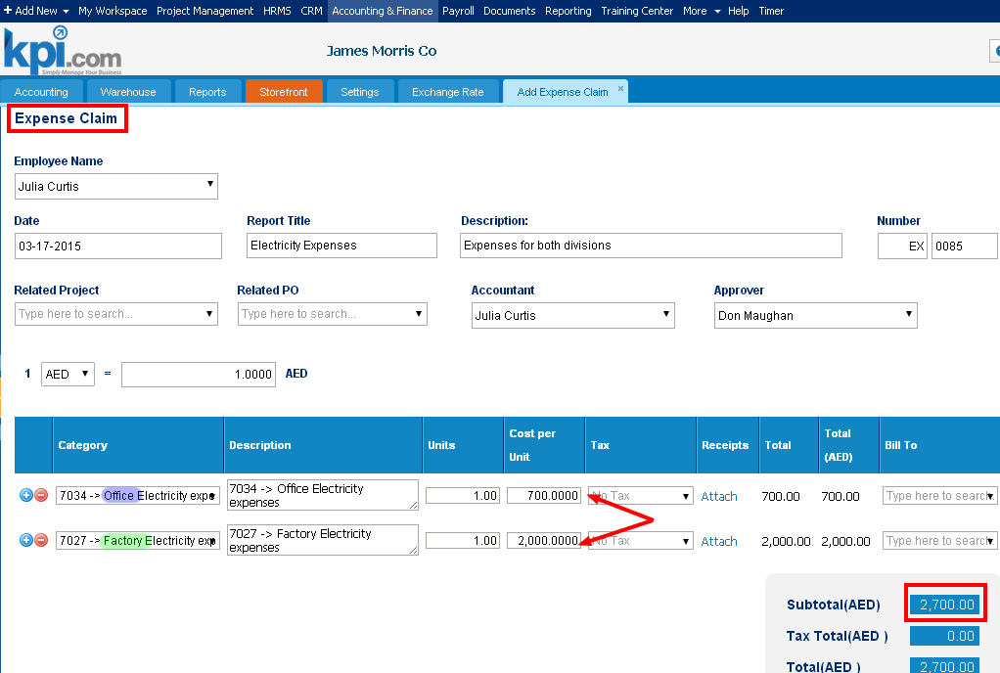 + Add New My Workspace Project Management HRMS CRM Accounting & Finance Payroll Documents Reporting Training Center More Help Timer
kpi.com
Simply Manage Your Business
James Morris Co
Accounting Warehouse Reports Storefront Settings Exchange Rate Add Expense Claim ×
Expense Claim
Employee Name
Julia Curtis
Date Report Title Description: Number
03-17-2015 Electricity Expenses Expenses for both divisions EX 0085
Related Project Related PO Accountant Approver
Type here to search... Type here to search... Julia Curtis Don Maughan
1 AED = 1.0000 AED
Category Description Units Cost per Unit Tax Receipts Total Total (AED) Bill To
7034 -> Office Electricity expe 7034 -> Office Electricity expenses 1.00 700.0000 No Tax Attach 700.00 700.00 Type here to search.
7027 -> Factory Electricity exp 7027 -> Factory Electricity expenses 1.00 2,000.0000 No Tax Attach 2,000.00 2,000.00 Type here to search.
Subtotal(AED) 2,700.00
Tax Total(AED ) 0.00
Total(AED ) 2,700.00